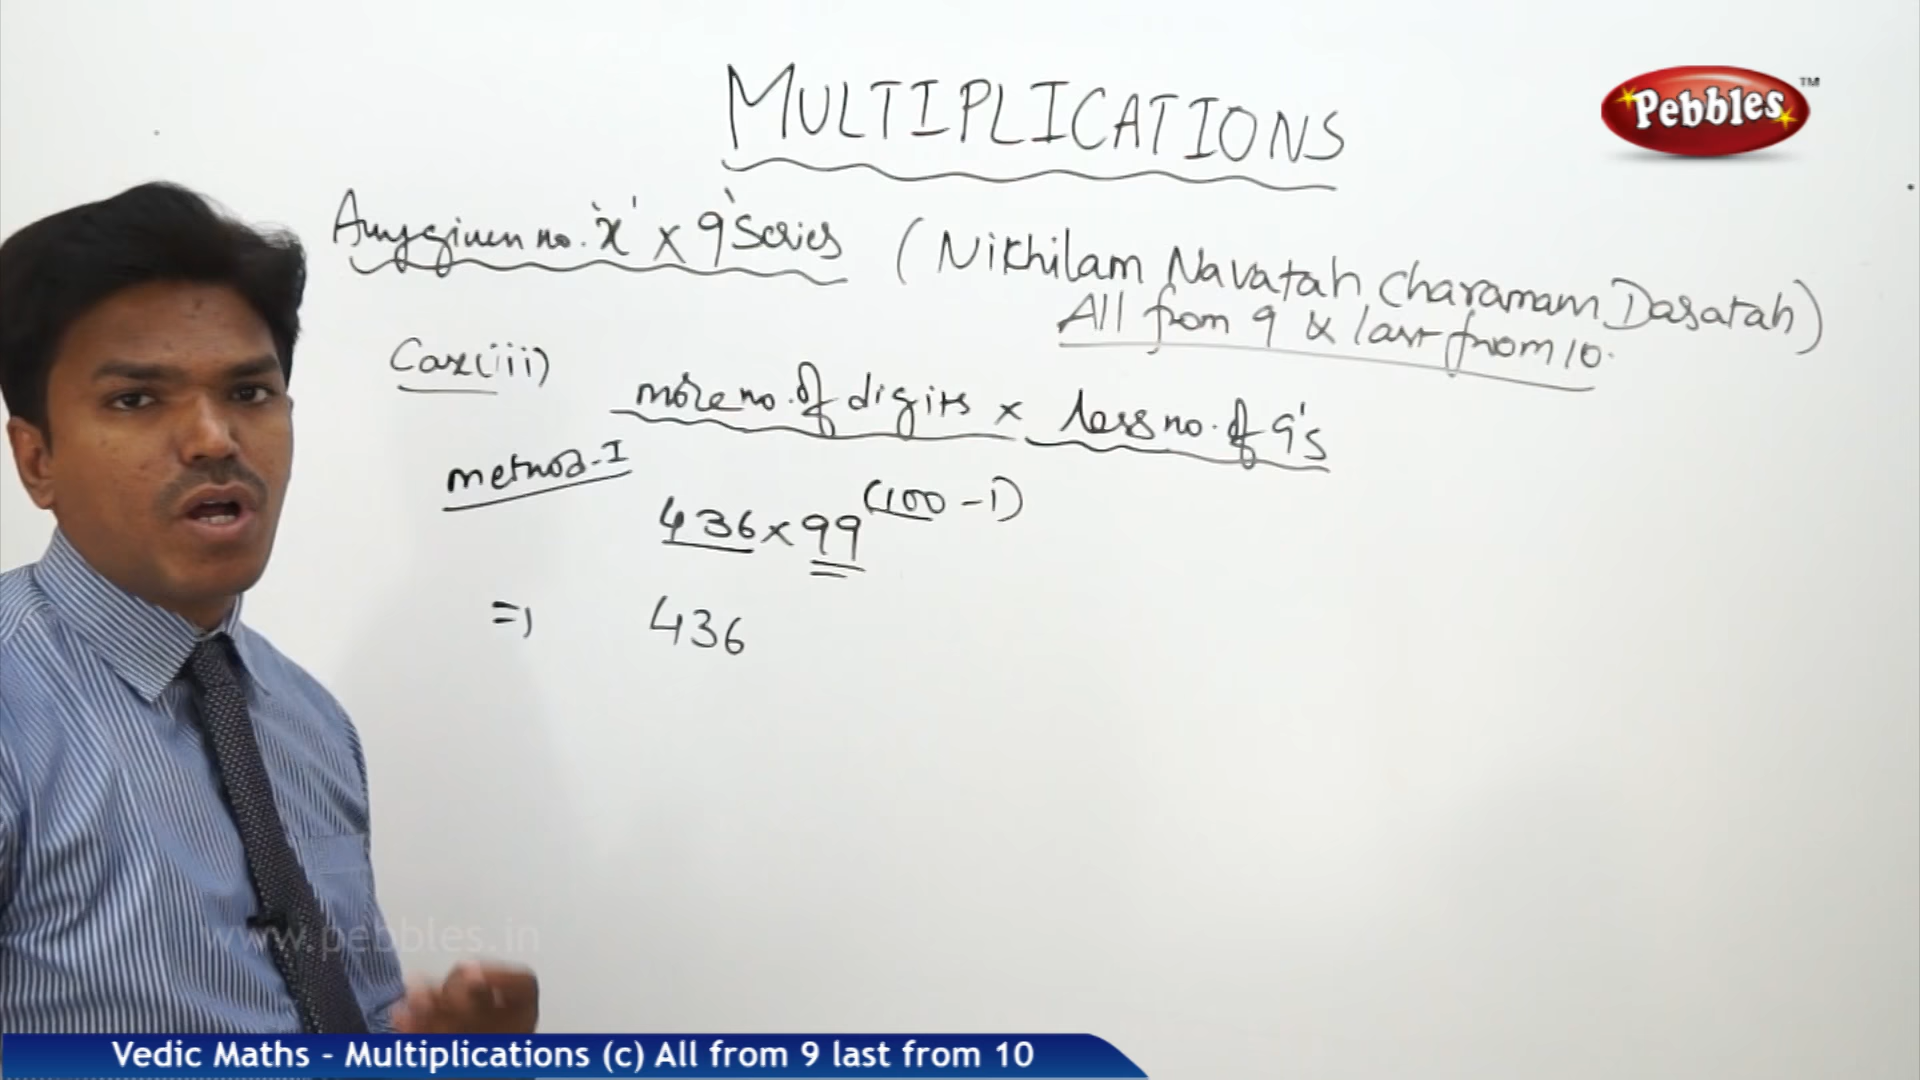 MULTIPLICATIONS
Pebbles™
Any given no. 'x' × 9's Series (Nikhilam Navatah Charamam Dasatah)
All from 9 & last from 10.
Case(iii)
more no. of digits × less no. of 9's
method-I
436 × 99 (100 - 1)
⇒ 436
www.pebbles.in
Vedic Maths - Multiplications (c) All from 9 last from 10